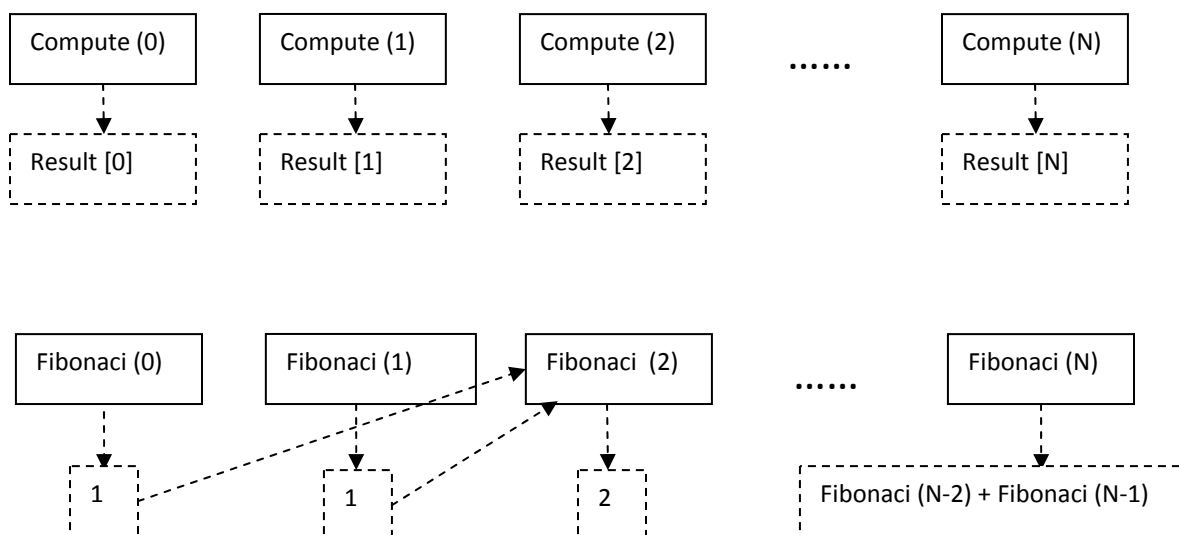 Compute (0)
Compute (1)
Compute (2)
......
Compute (N)
Result [0]
Result [1]
Result [2]
Result [N]
Fibonaci (0)
Fibonaci (1)
Fibonaci (2)
......
Fibonaci (N)
1
1
2
Fibonaci (N-2) + Fibonaci (N-1)